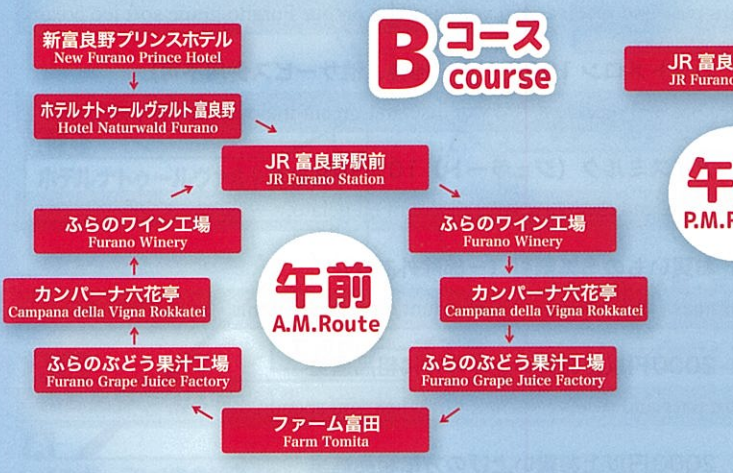 Bコース
course
新富良野プリンスホテル
New Furano Prince Hotel
ホテルナトゥールヴァルト富良野
Hotel Naturwald Furano
JR 富良野駅前
JR Furano Station
ふらのワイン工場
Furano Winery
カンパーナ六花亭
Campana della Vigna Rokkatei
ふらのぶどう果汁工場
Furano Grape Juice Factory
ファーム富田
Farm Tomita
ふらのぶどう果汁工場
Furano Grape Juice Factory
カンパーナ六花亭
Campana della Vigna Rokkatei
ふらのワイン工場
Furano Winery
午前
A.M.Route
JR 富良
JR Furano
午
P.M.R